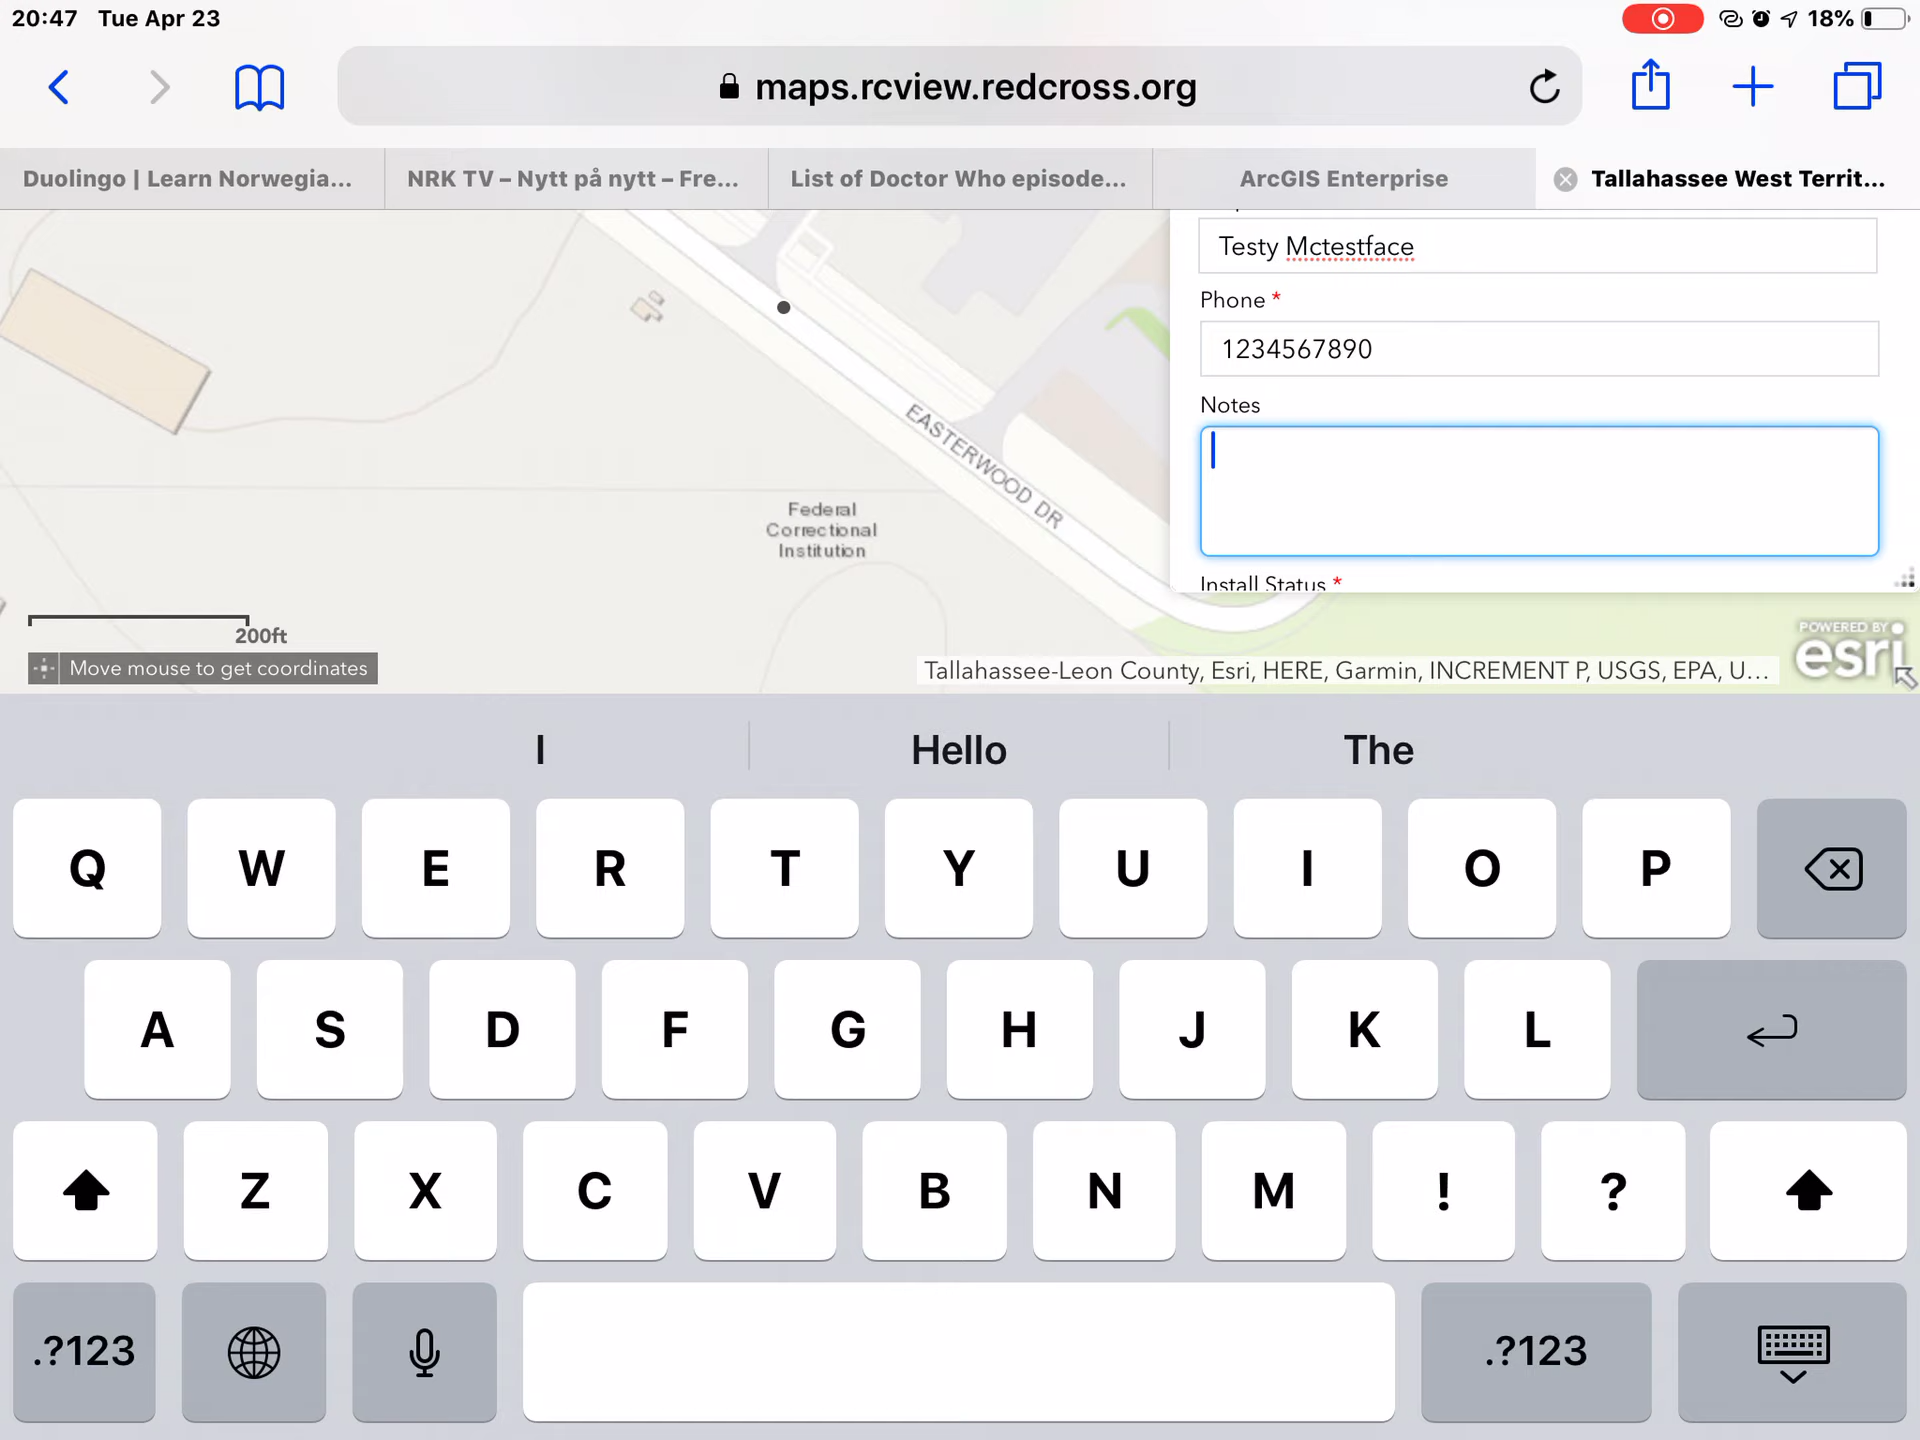 20:47 Tue Apr 23
18%
maps.rcview.redcross.org
Duolingo | Learn Norwegia...
NRK TV – Nytt på nytt – Fre...
List of Doctor Who episode...
ArcGIS Enterprise
Tallahassee West Territ...
Testy Mctestface
Phone *
1234567890
Notes
Install Status *
EASTERWOOD DR
Federal
Correctional
Institution
200ft
Move mouse to get coordinates
Tallahassee-Leon County, Esri, HERE, Garmin, INCREMENT P, USGS, EPA, U...
POWERED BY
esri
I Hello The
Q W E R T Y U I O P
A S D F G H J K L
Z X C V B N M ! ?
.?123 .?123